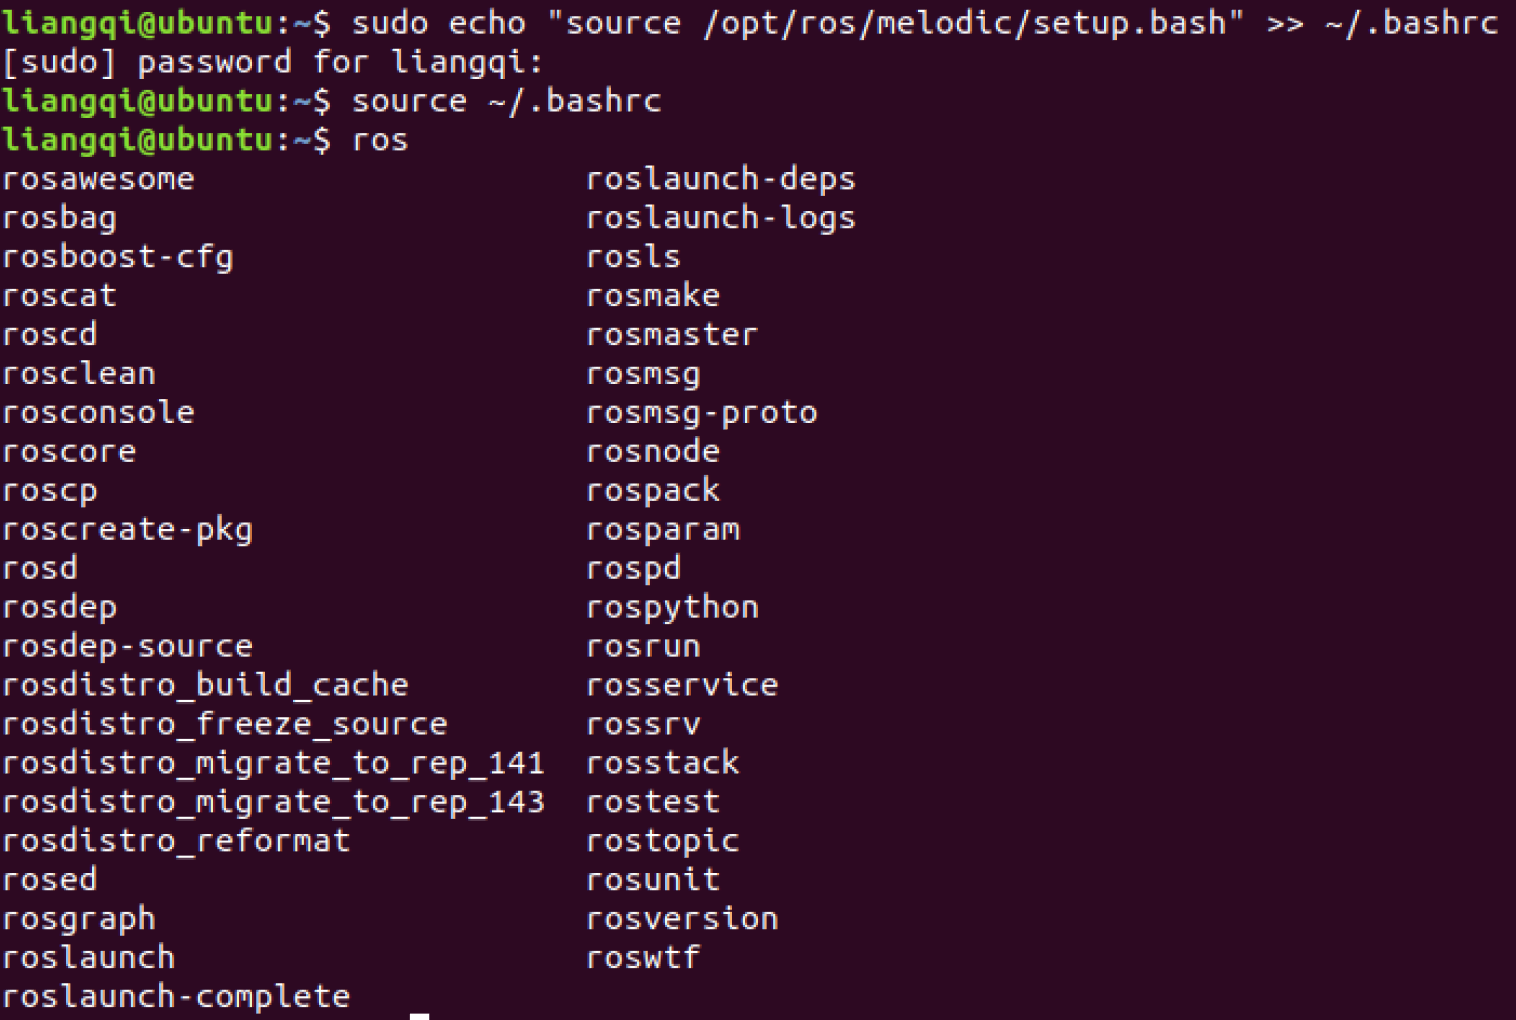 liangqi@ubuntu:~$ sudo echo "source /opt/ros/melodic/setup.bash" >> ~/.bashrc
[sudo] password for liangqi:
liangqi@ubuntu:~$ source ~/.bashrc
liangqi@ubuntu:~$ ros
rosawesome roslaunch-deps
rosbag roslaunch-logs
rosboost-cfg rosls
roscat rosmake
roscd rosmaster
rosclean rosmsg
rosconsole rosmsg-proto
roscore rosnode
roscp rospack
roscreate-pkg rosparam
rosd rospd
rosdep rospython
rosdep-source rosrun
rosdistro_build_cache rosservice
rosdistro_freeze_source rossrv
rosdistro_migrate_to_rep_141 rosstack
rosdistro_migrate_to_rep_143 rostest
rosdistro_reformat rostopic
rosed rosunit
rosgraph rosversion
roslaunch roswtf
roslaunch-complete